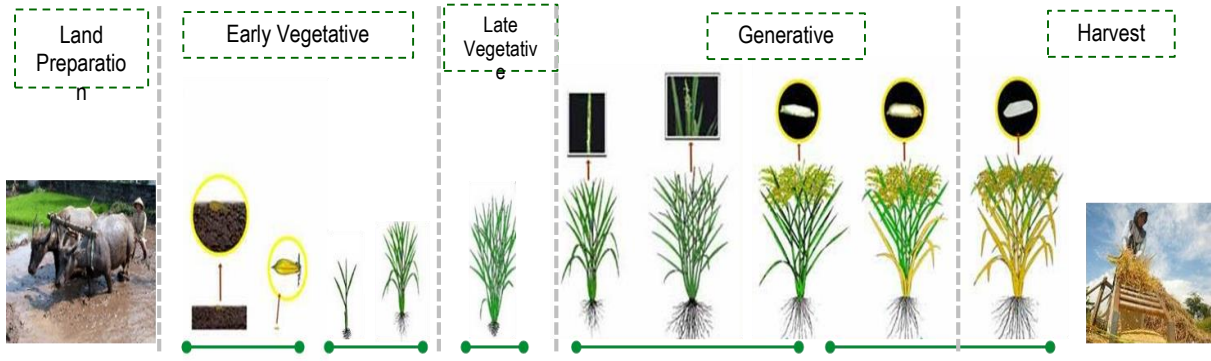 Land
Preparatio
n
Early Vegetative
Late
Vegetativ
e
Generative
Harvest